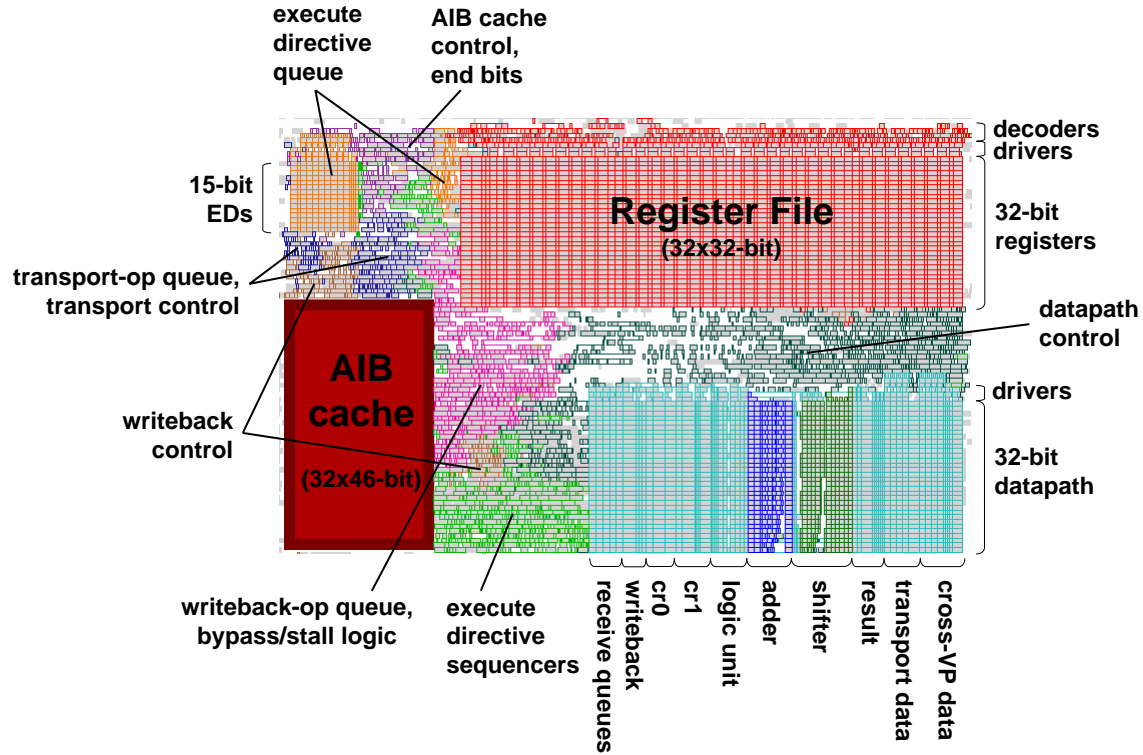 execute
directive
queue
AIB cache
control,
end bits
decoders
drivers
15-bit
EDs
Register File
(32x32-bit)
32-bit
registers
transport-op queue,
transport control
datapath
control
AIB
cache
(32x46-bit)
drivers
writeback
control
32-bit
datapath
writeback-op queue,
bypass/stall logic
execute
directive
sequencers
receive queues
writeback
cr0
cr1
logic unit
adder
shifter
result
transport data
cross-VP data